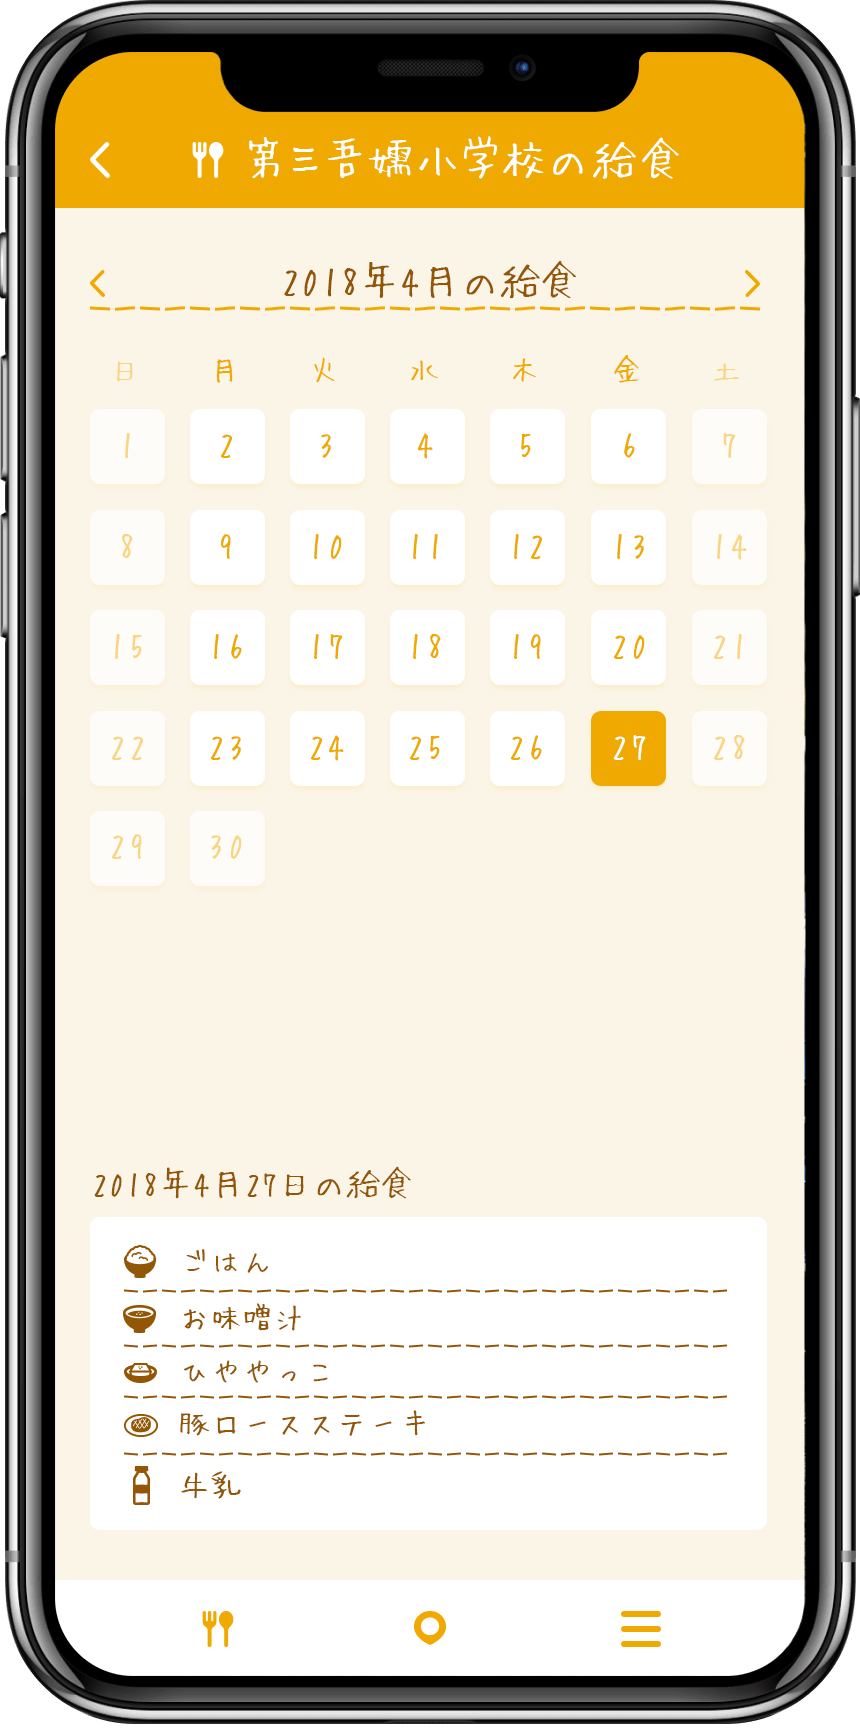 第三吾嬬小学校の給食
2018年4月の給食
日 月 火 水 木 金 土
1 2 3 4 5 6 7
8 9 10 11 12 13 14
15 16 17 18 19 20 21
22 23 24 25 26 27 28
29 30
2018年4月27日の給食
ごはん
お味噌汁
ひややっこ
豚ロースステーキ
牛乳